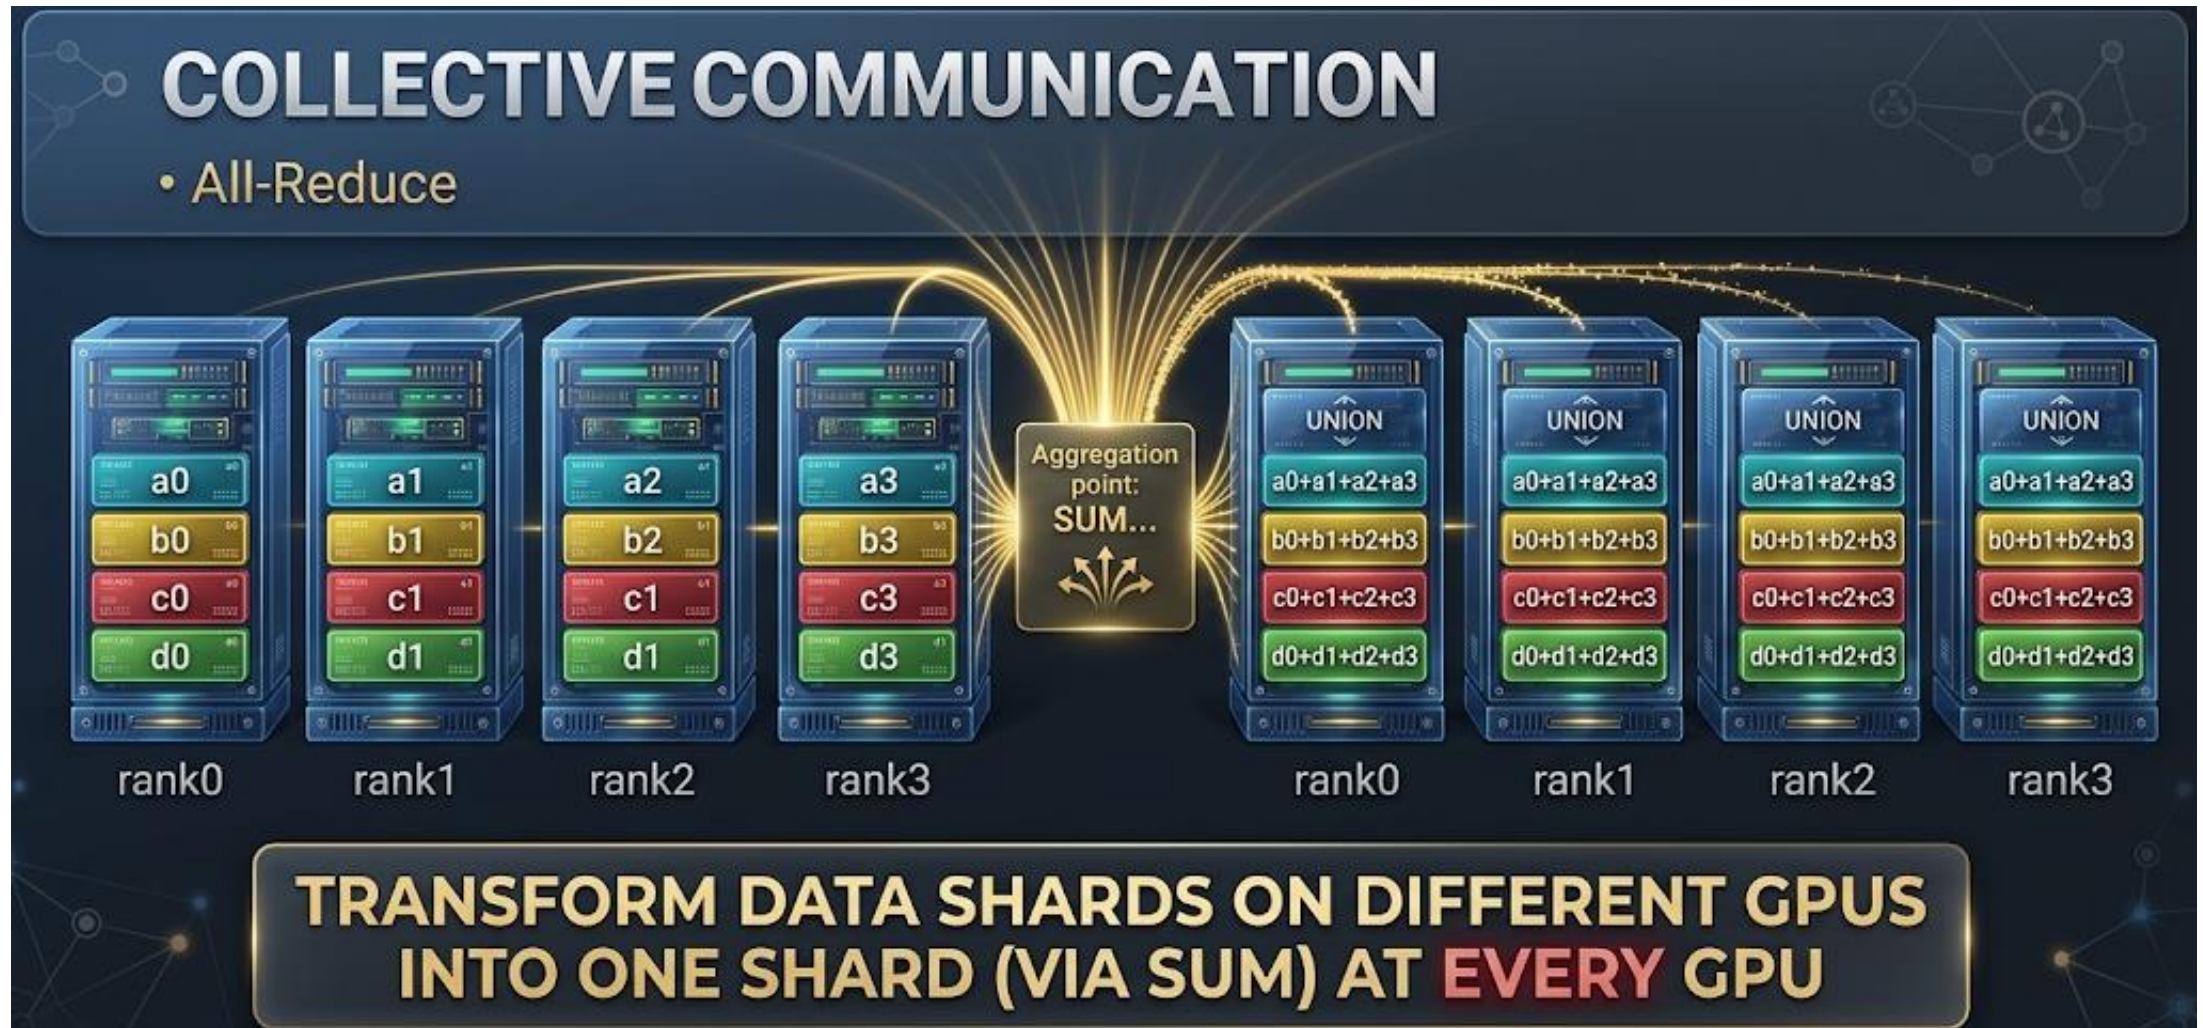 COLLECTIVE COMMUNICATION
• All-Reduce
a0
b0
c0
d0
rank0
a1
b1
c1
d1
rank1
a2
b2
c1
d1
rank2
a3
b3
c3
d3
rank3
Aggregation
point:
SUM...
UNION
a0+a1+a2+a3
b0+b1+b2+b3
c0+c1+c2+c3
d0+d1+d2+d3
rank0
UNION
a0+a1+a2+a3
b0+b1+b2+b3
c0+c1+c2+c3
d0+d1+d2+d3
rank1
UNION
a0+a1+a2+a3
b0+b1+b2+b3
c0+c1+c2+c3
d0+d1+d2+d3
rank2
UNION
a0+a1+a2+a3
b0+b1+b2+b3
c0+c1+c2+c3
d0+d1+d2+d3
rank3
TRANSFORM DATA SHARDS ON DIFFERENT GPUS
INTO ONE SHARD (VIA SUM) AT EVERY GPU